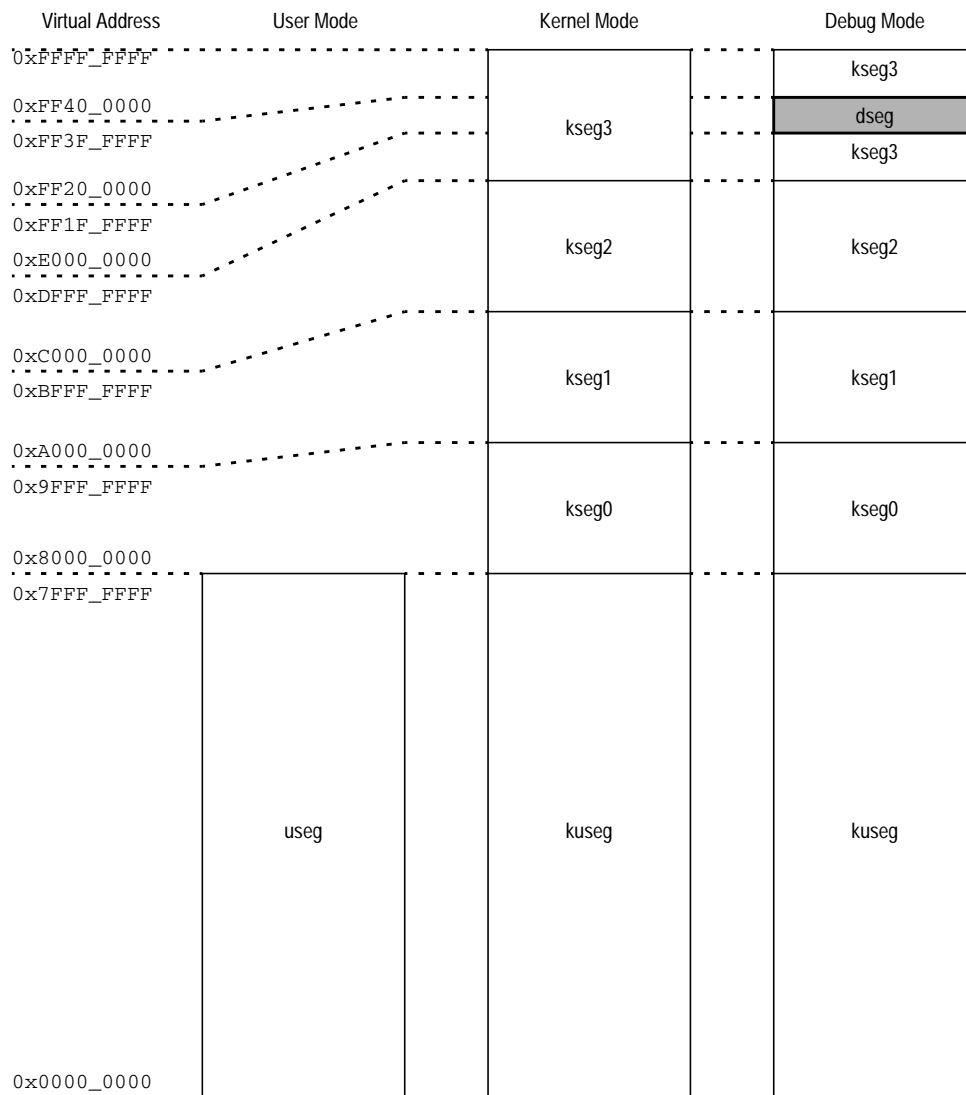 Virtual Address User Mode Kernel Mode Debug Mode
0xFFFF_FFFF
kseg3
0xFF40_0000
dseg
kseg3
0xFF3F_FFFF
kseg3
0xFF20_0000
0xFF1F_FFFF
kseg2 kseg2
0xE000_0000
0xDFFF_FFFF
0xC000_0000
kseg1 kseg1
0xBFFF_FFFF
0xA000_0000
0x9FFF_FFFF
kseg0 kseg0
0x8000_0000
0x7FFF_FFFF
useg kuseg kuseg
0x0000_0000